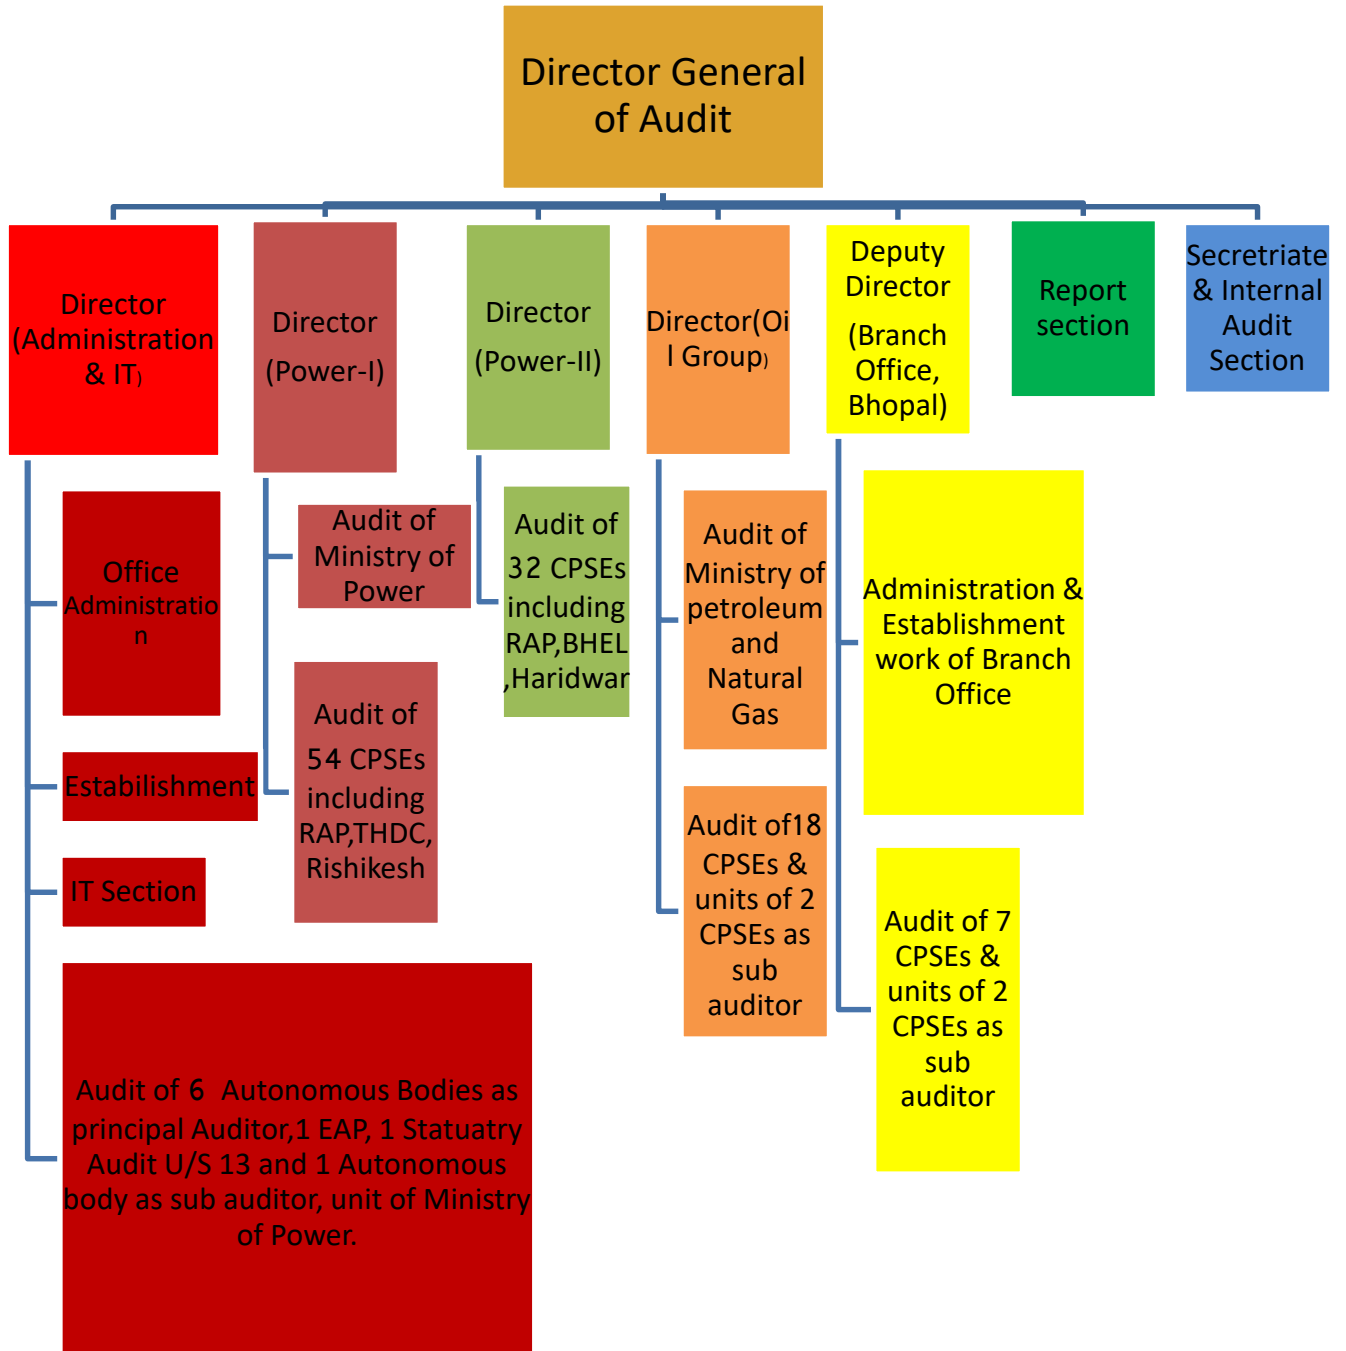 Director General
of Audit
Director
(Administration
& IT)
Director
(Power-I)
Director
(Power-II)
Director(Oi
l Group)
Deputy
Director
(Branch
Office,
Bhopal)
Report
section
Secretriate
& Internal
Audit
Section
Office
Administratio
n
Estabilishment
IT Section
Audit of 6 Autonomous Bodies as
principal Auditor,1 EAP, 1 Statuatry
Audit U/S 13 and 1 Autonomous
body as sub auditor, unit of Ministry
of Power.
Audit of
Ministry of
Power
Audit of
54 CPSEs
including
RAP,THDC,
Rishikesh
Audit of
32 CPSEs
including
RAP,BHEL
,Haridwar
Audit of
Ministry of
petroleum
and
Natural
Gas
Audit of18
CPSEs &
units of 2
CPSEs as
sub
auditor
Administration &
Establishment
work of Branch
Office
Audit of 7
CPSEs &
units of 2
CPSEs as
sub
auditor